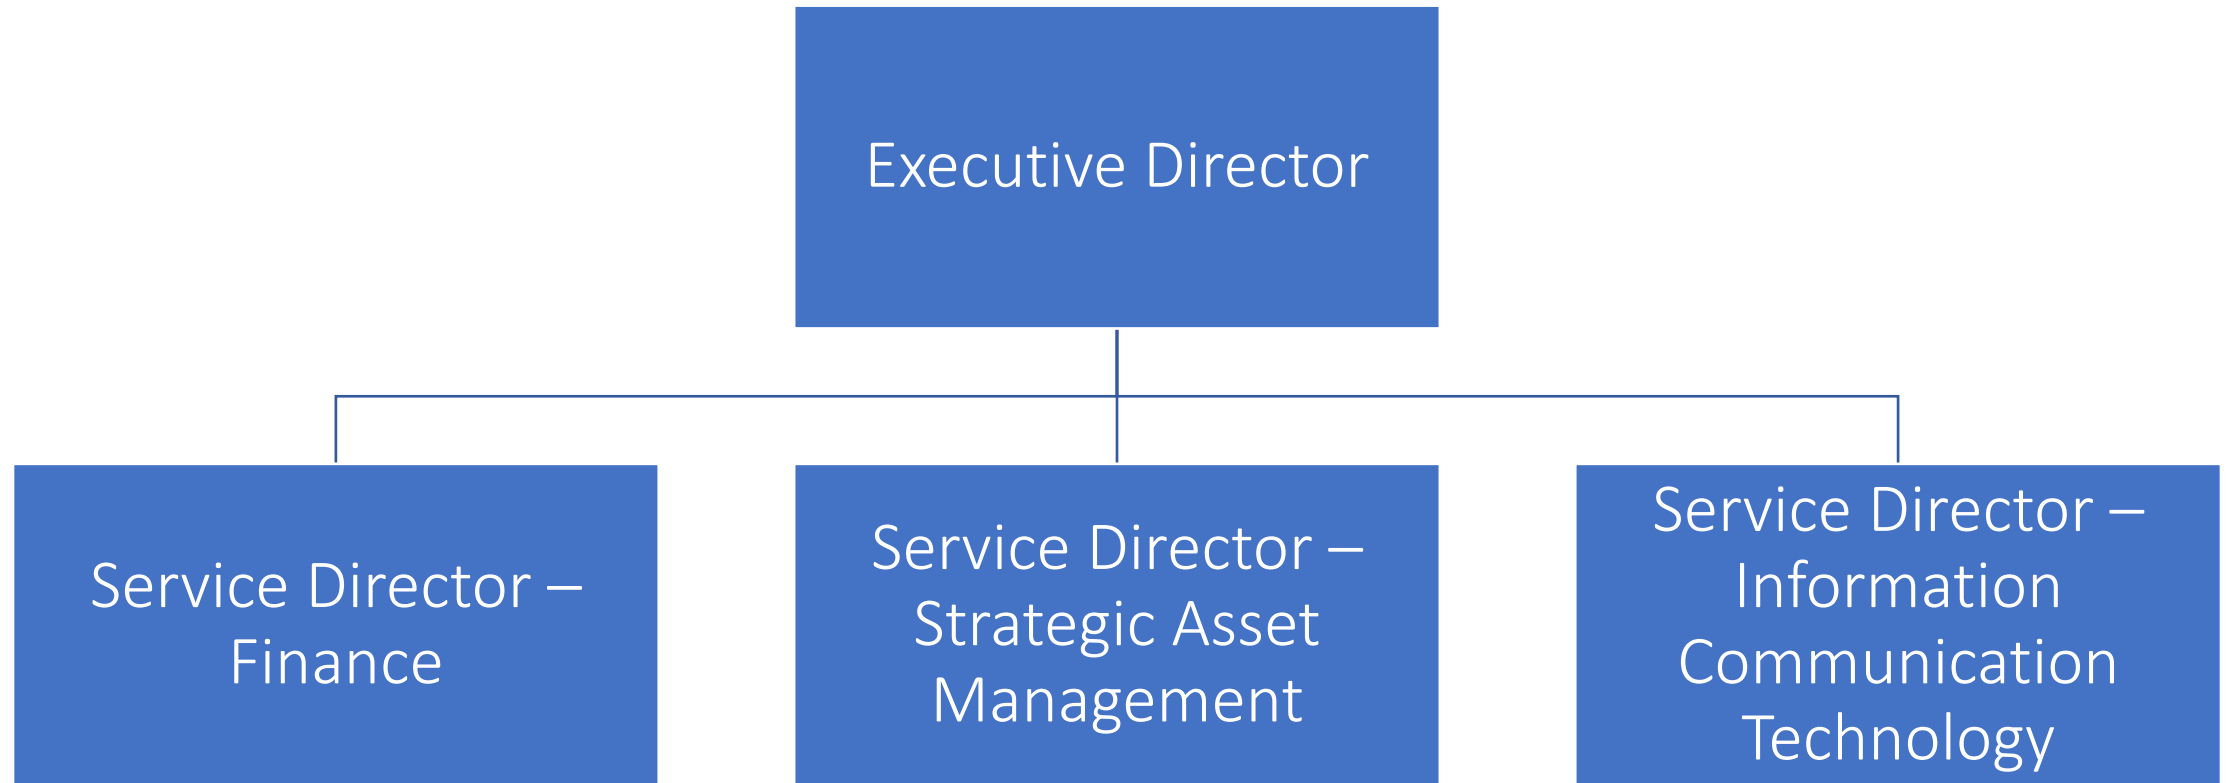 Executive Director
Service Director –
Finance
Service Director –
Strategic Asset
Management
Service Director –
Information
Communication
Technology